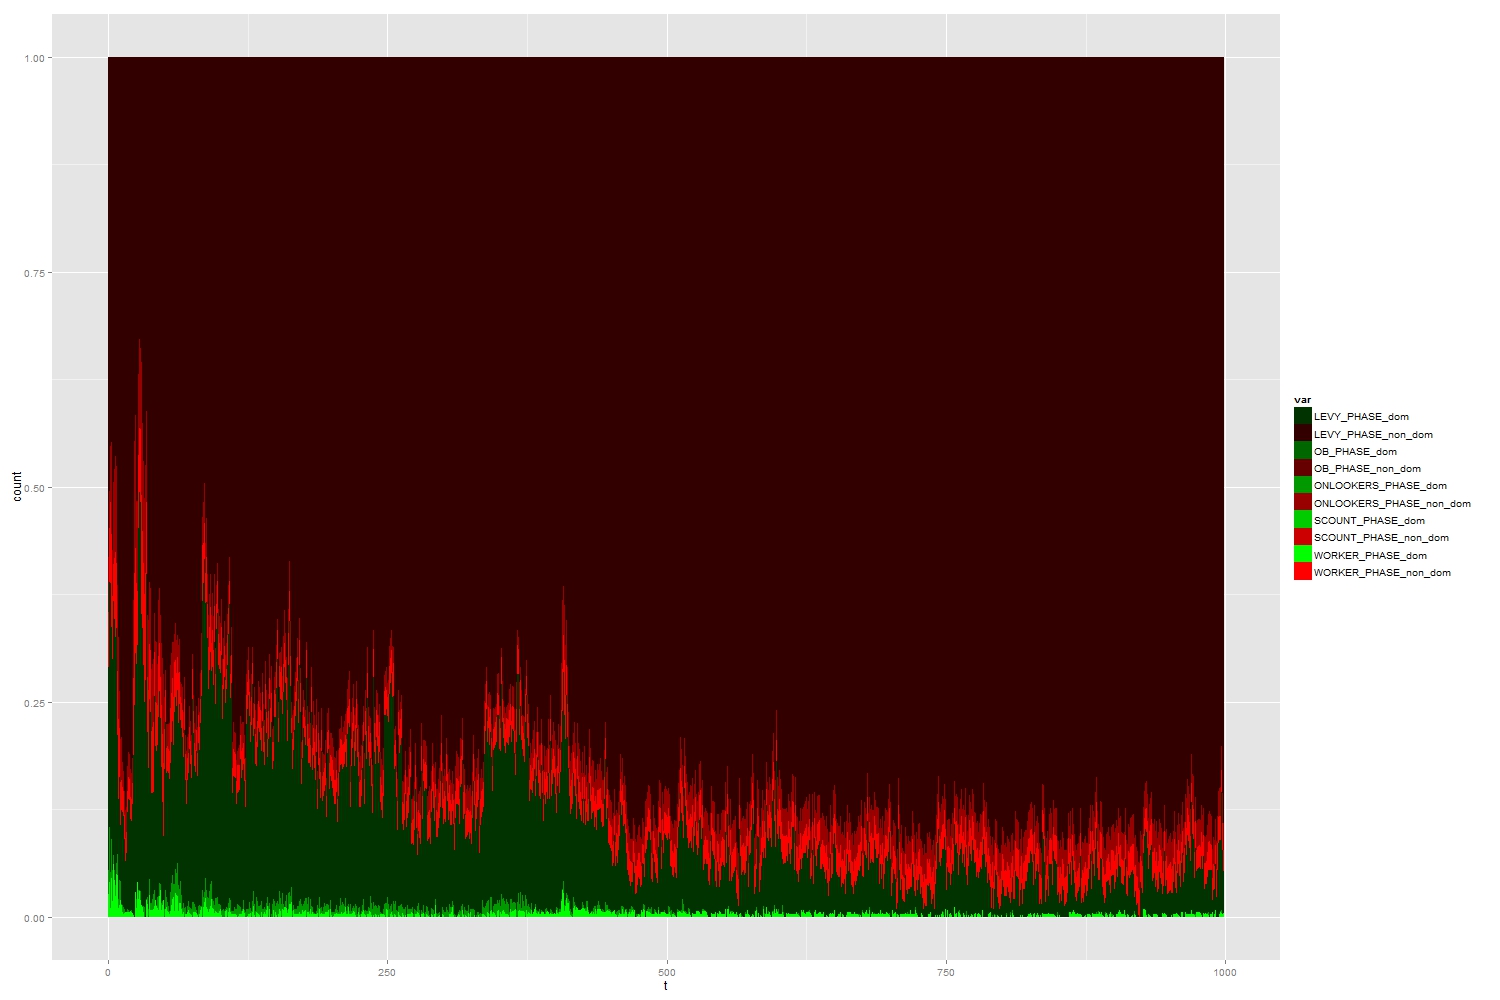 1.00
0.75
0.50
0.25
0.00
count
0
250
500
750
1000
t
var
LEVY_PHASE_dom
LEVY_PHASE_non_dom
OB_PHASE_dom
OB_PHASE_non_dom
ONLOOKERS_PHASE_dom
ONLOOKERS_PHASE_non_dom
SCOUNT_PHASE_dom
SCOUNT_PHASE_non_dom
WORKER_PHASE_dom
WORKER_PHASE_non_dom